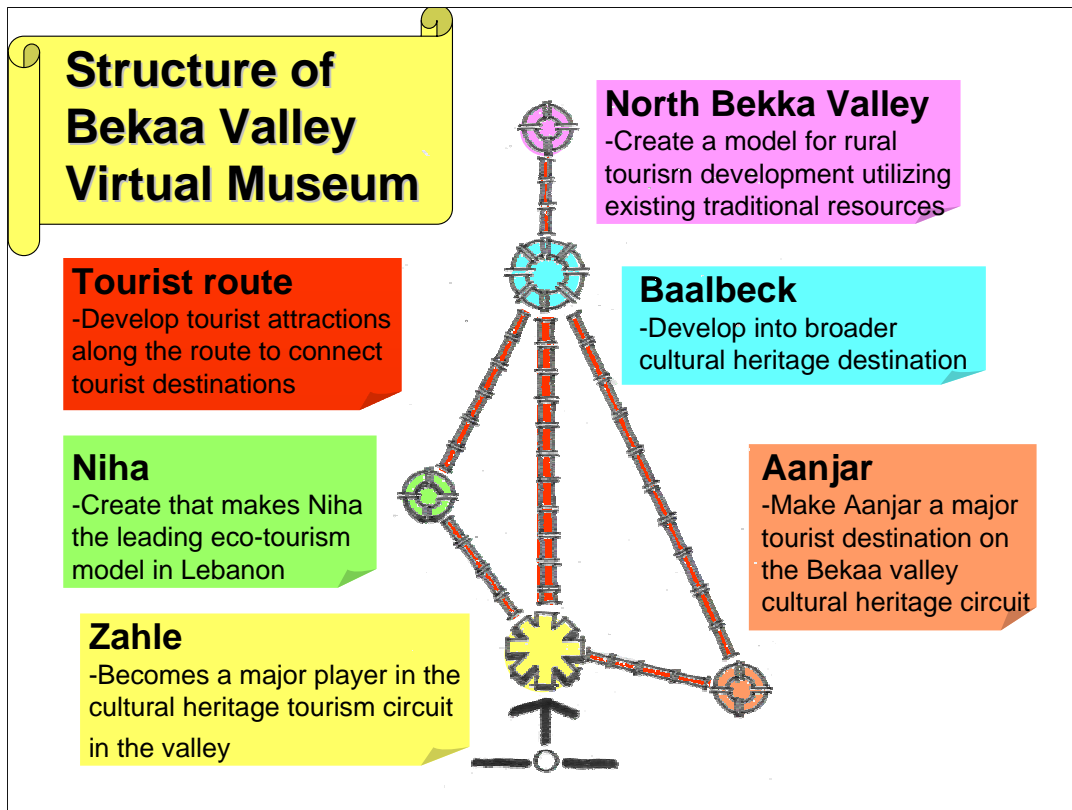 Structure of
Bekaa Valley
Virtual Museum
North Bekka Valley
-Create a model for rural
tourisrn development utilizing
existing traditional resources
Tourist route
-Develop tourist attractions
along the route to connect
tourist destinations
Baalbeck
-Develop into broader
cultural heritage destination
Niha
-Create that makes Niha
the leading eco-tourism
model in Lebanon
Aanjar
-Make Aanjar a major
tourist destination on
the Bekaa valley
cultural heritage circuit
Zahle
-Becomes a major player in the
cultural heritage tourism circuit
in the valley